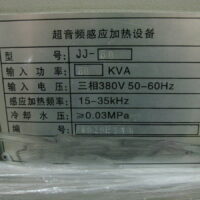 超音频感应加热设备
型号 JJ-
输入功率: KVA
输入电压: 三相380V 50-60Hz
感应加热频率: 15-35kHz
冷却水压: ≥0.03MPa
编号: